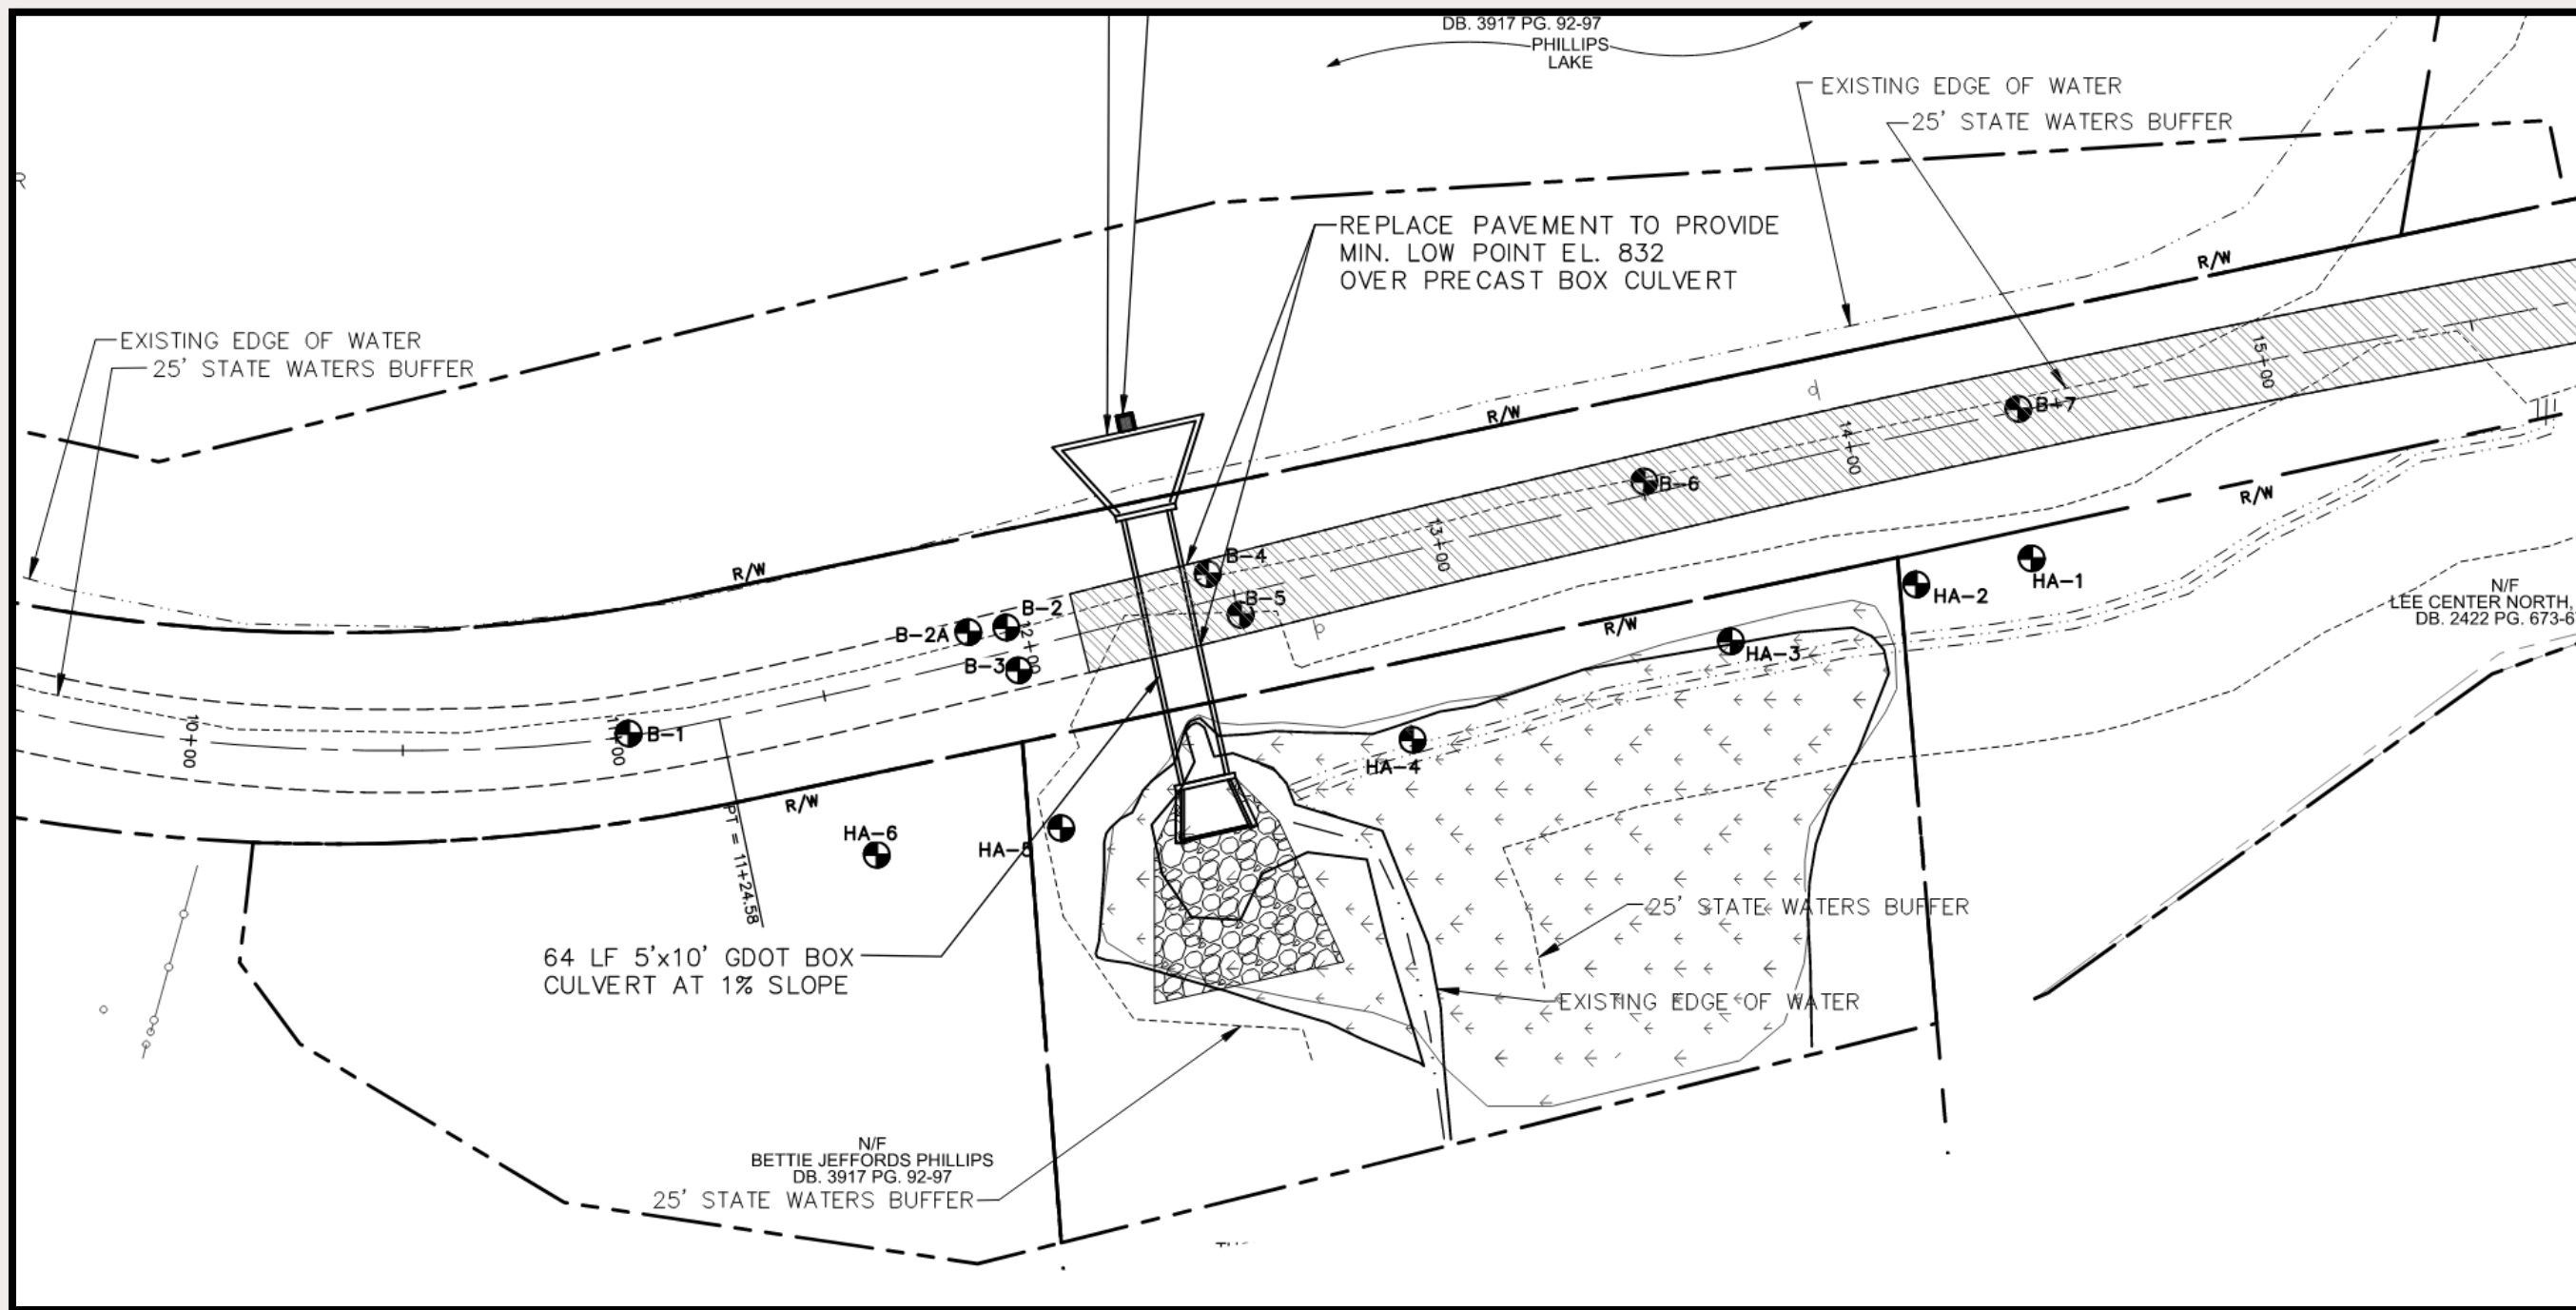 DB. 3917 PG. 92-97
PHILLIPS
LAKE
EXISTING EDGE OF WATER
25' STATE WATERS BUFFER
R
REPLACE PAVEMENT TO PROVIDE
MIN. LOW POINT EL. 832
OVER PRECAST BOX CULVERT
R/W
EXISTING EDGE OF WATER
25' STATE WATERS BUFFER
15+00
d
B-7
R/W
14+00
B-6
R/W
13+00
B-4
R/W
HA-1
HA-2
N/F
LEE CENTER NORTH,
DB. 2422 PG. 673-6
B-5
B-2
B-2A
12+00
B-3
p
R/W
HA-3
10+00
11+00
B-1
HA-4
R/W
PT = 11+24.58
HA-6
HA-5
25' STATE WATERS BUFFER
64 LF 5'x10' GDOT BOX
CULVERT AT 1% SLOPE
EXISTING EDGE OF WATER
N/F
BETTIE JEFFORDS PHILLIPS
DB. 3917 PG. 92-97
25' STATE WATERS BUFFER